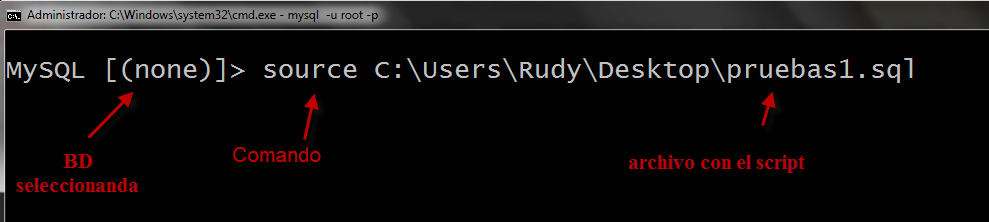 Administrador: C:\Windows\system32\cmd.exe - mysql -u root -p
MySQL [(none)]> source C:\Users\Rudy\Desktop\pruebas1.sql
BD
seleccionanda
Comando
archivo con el script